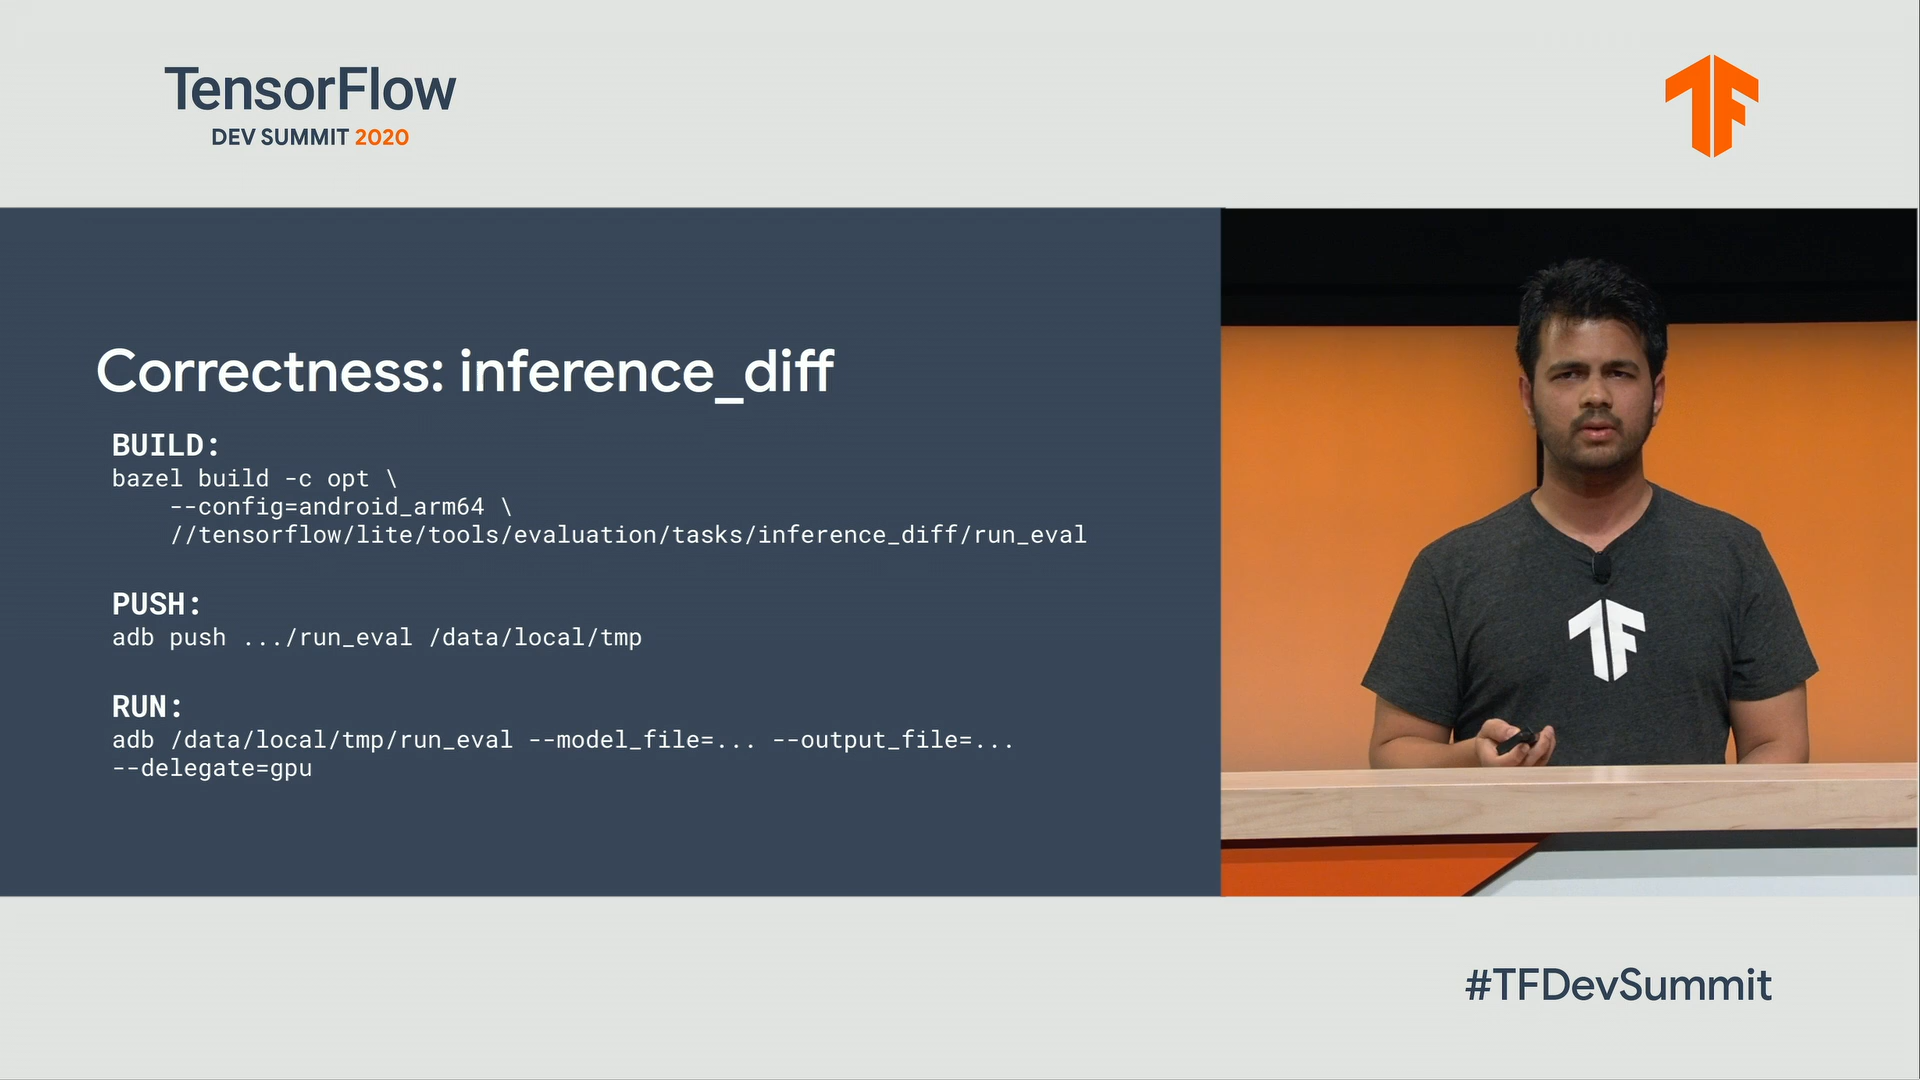 TensorFlow
DEV SUMMIT 2020
Correctness: inference_diff
BUILD:
bazel build -c opt \
--config=android_arm64 \
//tensorflow/lite/tools/evaluation/tasks/inference_diff/run_eval
PUSH:
adb push .../run_eval /data/local/tmp
RUN:
adb /data/local/tmp/run_eval --model_file=... --output_file=...
--delegate=gpu
#TFDevSummit